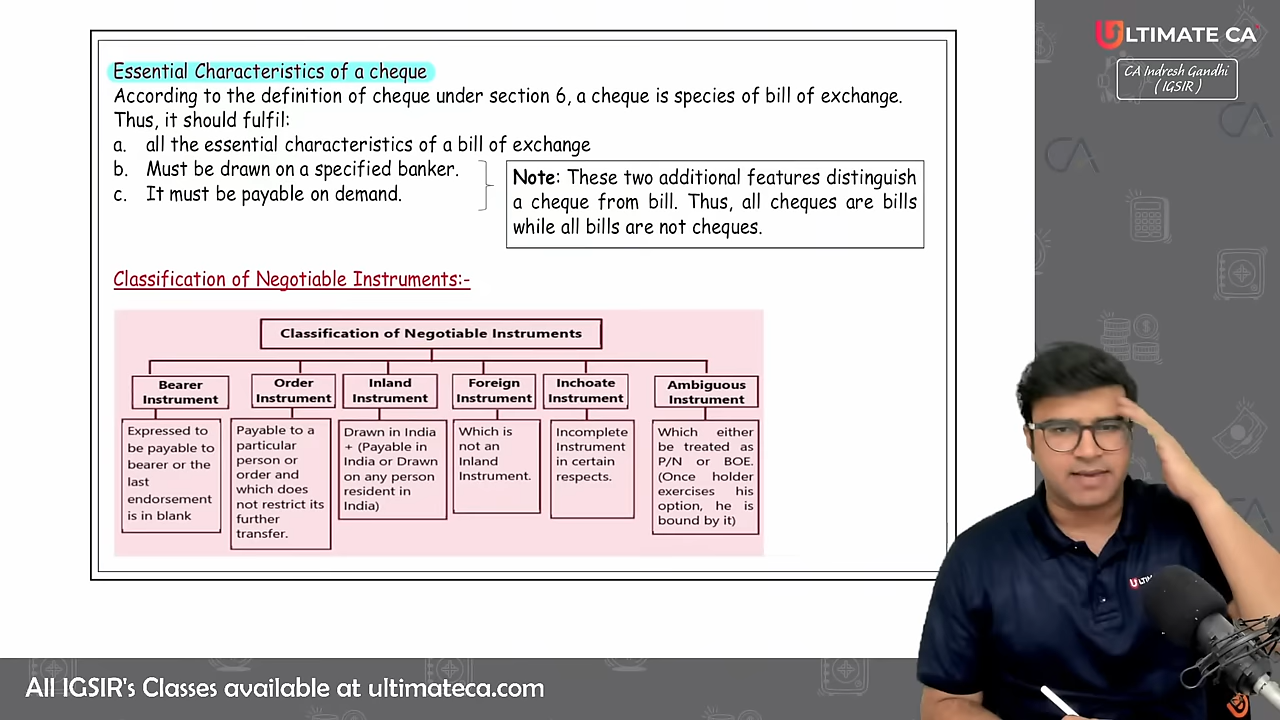 Essential Characteristics of a cheque
According to the definition of cheque under section 6, a cheque is species of bill of exchange.
Thus, it should fulfil:
a. all the essential characteristics of a bill of exchange
b. Must be drawn on a specified banker.
c. It must be payable on demand.
Note: These two additional features distinguish
a cheque from bill. Thus, all cheques are bills
while all bills are not cheques.
Classification of Negotiable Instruments:-
Classification of Negotiable Instruments
Bearer
Instrument
Expressed to
be payable to
bearer or the
last
endorsement
is in blank
Order
Instrument
Payable to a
particular
person or
order and
which does
not restrict its
further
transfer.
Inland
Instrument
Drawn in India
+ (Payable in
India or Drawn
on any person
resident in
India)
Foreign
Instrument
Which is
not an
Inland
Instrument.
Inchoate
Instrument
Incomplete
Instrument
in certain
respects.
Ambiguous
Instrument
Which either
be treated as
P/N or BOE.
(Once holder
exercises his
option, he is
bound by it)
ULTIMATE CA
CA Indresh Gandhi
( IGSIR )
CA
CA
All IGSIR's Classes available at ultimateca.com